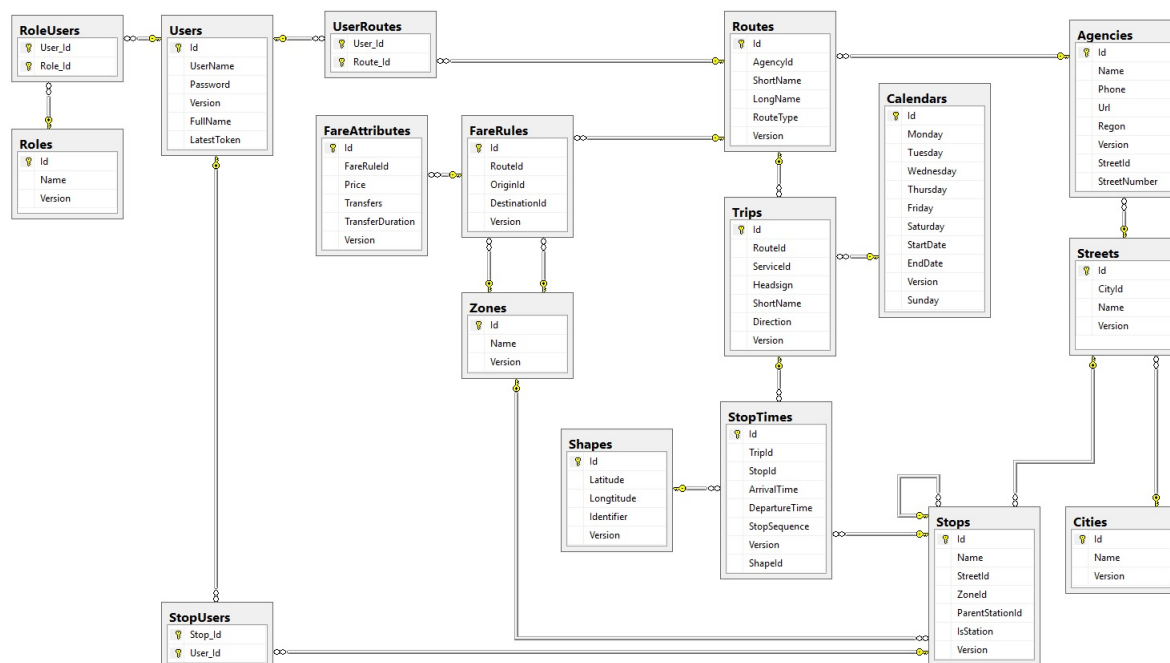 RoleUsers
User_Id
Role_Id
Users
Id
UserName
Password
Version
FullName
LatestToken
UserRoutes
User_Id
Route_Id
Routes
Id
AgencyId
ShortName
LongName
RouteType
Version
Agencies
Id
Name
Phone
Url
Regon
Version
StreetId
StreetNumber
Calendars
Id
Monday
Tuesday
Wednesday
Thursday
Friday
Saturday
StartDate
EndDate
Version
Sunday
Roles
Id
Name
Version
FareAttributes
Id
FareRuleId
Price
Transfers
TransferDuration
Version
FareRules
Id
RouteId
OriginId
DestinationId
Version
Trips
Id
RouteId
ServiceId
Headsign
ShortName
Direction
Version
Streets
Id
CityId
Name
Version
Zones
Id
Name
Version
Shapes
Id
Latitude
Longtitude
Identifier
Version
StopTimes
Id
TripId
StopId
ArrivalTime
DepartureTime
StopSequence
Version
ShapeId
Stops
Id
Name
StreetId
ZoneId
ParentStationId
IsStation
Version
Cities
Id
Name
Version
StopUsers
Stop_Id
User_Id